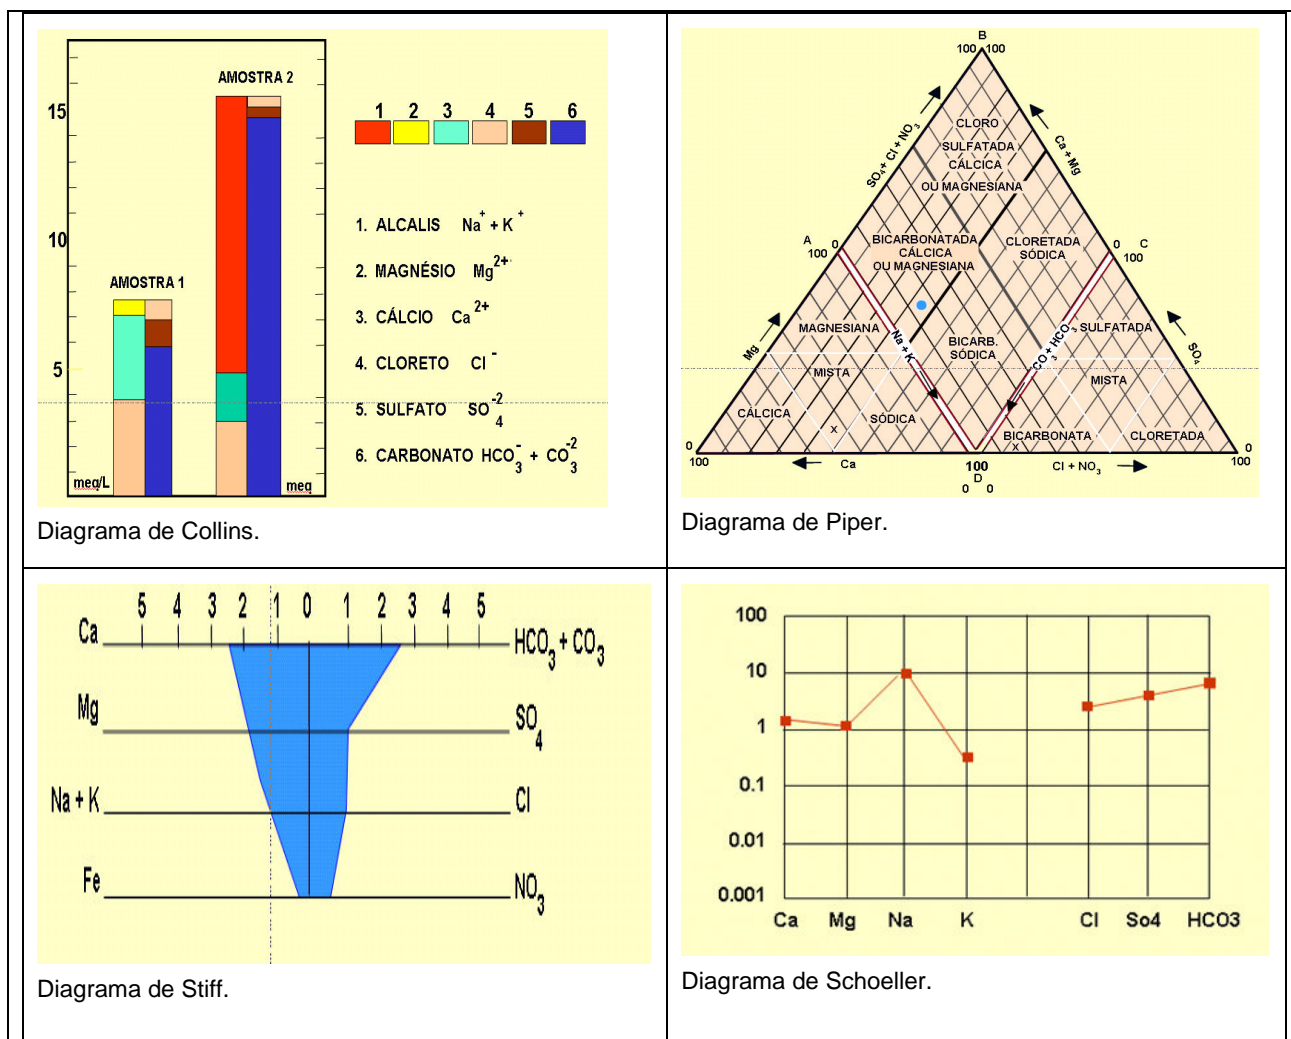 AMOSTRA 2
15
AMOSTRA 1
10
5
meq/L
meq
1 2 3 4 5 6
1. ALCALIS Na+ + K+
2. MAGNÉSIO Mg2+
3. CÁLCIO Ca2+
4. CLORETO Cl-
5. SULFATO SO4-2
6. CARBONATO HCO3- + CO3-2
Diagrama de Collins.
B
100 100
SO4+ Cl + NO3
Ca + Mg
CLORO
SULFATADA
CÁLCICA
OU MAGNESIANA
A
0
100
BICARBONATADA
CÁLCICA
OU MAGNESIANA
CLORETADA
SÓDICA
0
C
100
Mg
MAGNESIANA
Na + K
BICARB.
SÓDICA
CO3+ HCO3
SULFATADA
SO4
MISTA
MISTA
CÁLCICA
SÓDICA
X
BICARBONATA
X
CLORETADA
0
100
Ca
100
D
0 0
Cl + NO3
0
100
Diagrama de Piper.
5 4 3 2 1 0 1 2 3 4 5
Ca
HCO3 + CO3
Mg
SO4
Na + K
Cl
Fe
NO3
Diagrama de Stiff.
100
10
1
0.1
0.01
0.001
Ca Mg Na K Cl So4 HCO3
Diagrama de Schoeller.